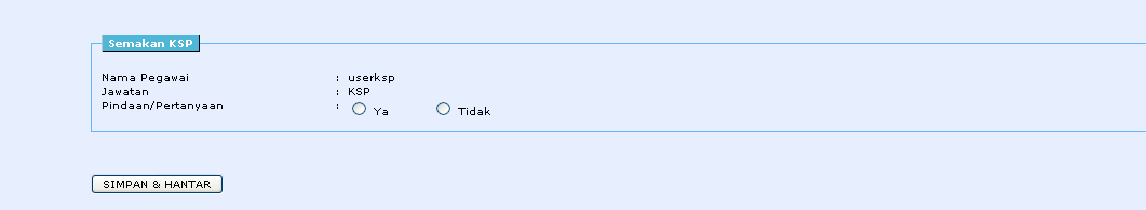 Semakan KSP
Nama Pegawai : userksp
Jawatan : KSP
Pindaan/Pertanyaan : Ya Tidak
SIMPAN & HANTAR